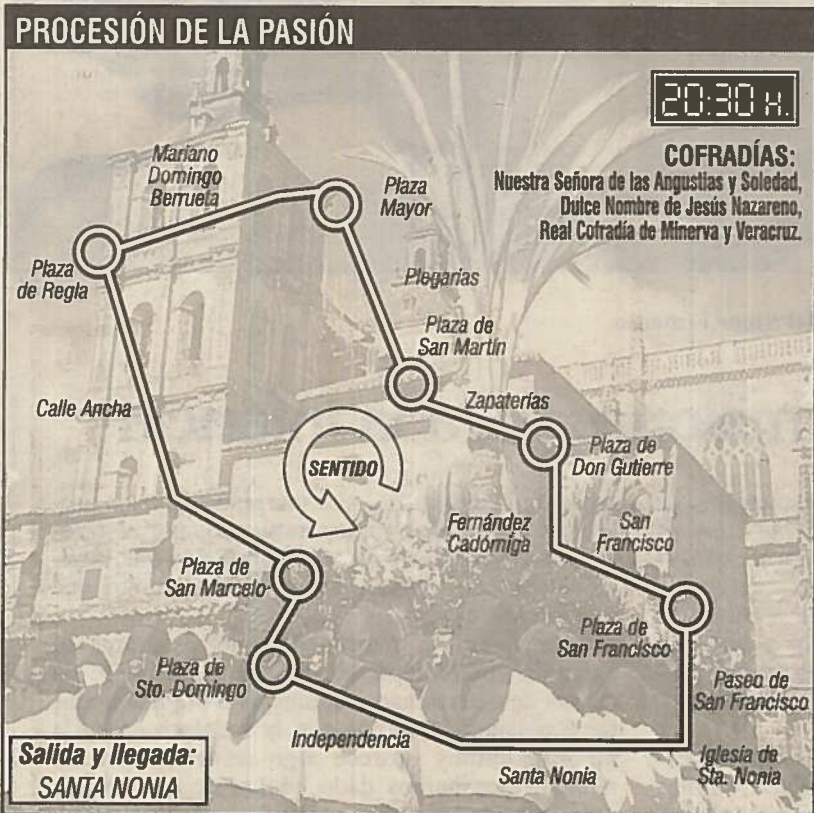 PROCESIÓN DE LA PASIÓN
20:30 H.
COFRADÍAS:
Nuestra Señora de las Angustias y Soledad,
Dulce Nombre de Jesús Nazareno,
Real Cofradía de Minerva y Veracruz.
Mariano
Domingo
Berrueta
Plaza
Mayor
Plaza
de Regla
Plegarias
Plaza de
San Martín
Calle Ancha
Zapaterías
Plaza de
Don Gutierre
SENTIDO
Fernández
Cadórniga
San
Francisco
Plaza de
San Marcelo
Plaza de
San Francisco
Plaza de
Sto. Domingo
Paseo de
San Francisco
Independencia
Santa Nonia
Iglesia de
Sta. Nonia
Salida y llegada:
SANTA NONIA